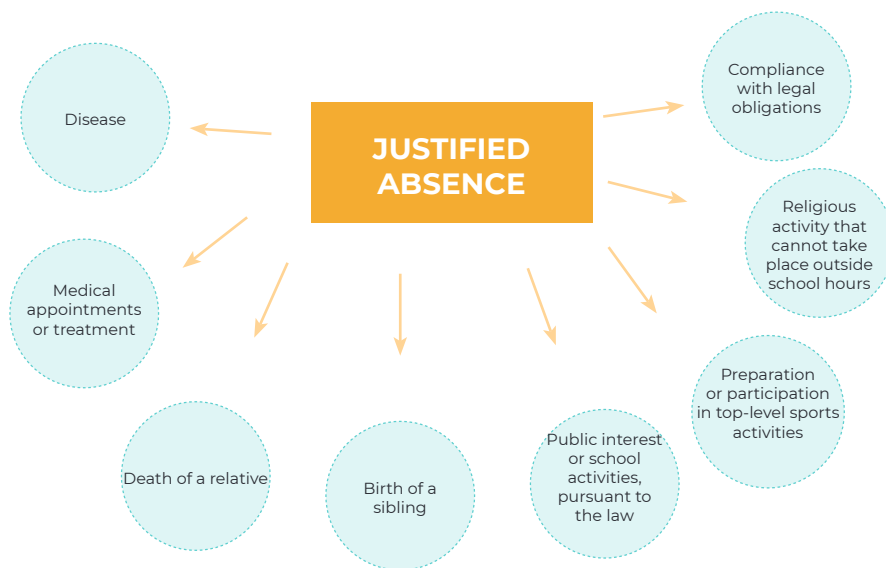 JUSTIFIED
ABSENCE
Disease
Medical
appointments
or treatment
Death of a relative
Birth of a
sibling
Public interest
or school
activities,
pursuant to
the law
Preparation
or participation
in top-level sports
activities
Religious
activity that
cannot take
place outside
school hours
Compliance
with legal
obligations